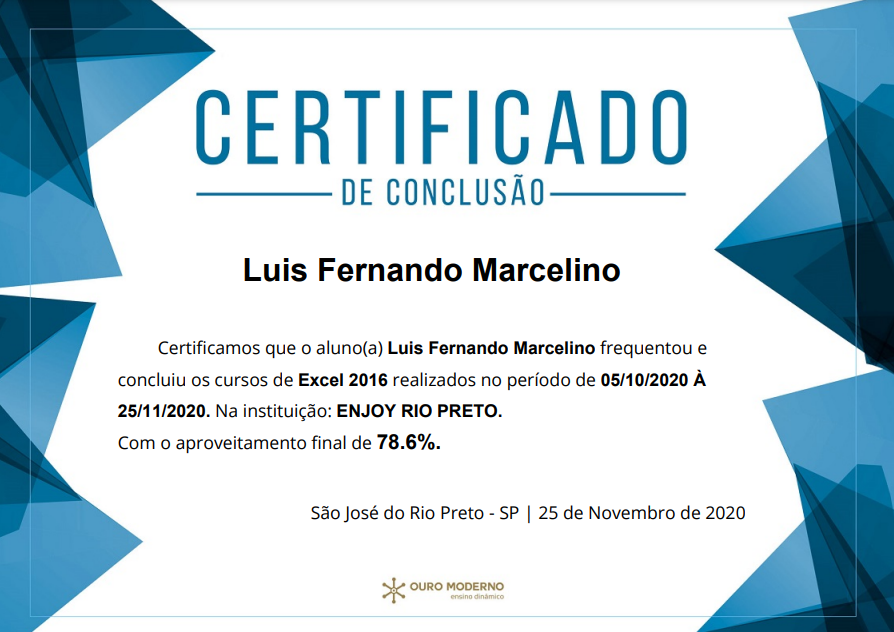 CERTIFICADO
DE CONCLUSÃO
Luis Fernando Marcelino
Certificamos que o aluno(a) Luis Fernando Marcelino frequentou e
concluiu os cursos de Excel 2016 realizados no período de 05/10/2020 À
25/11/2020. Na instituição: ENJOY RIO PRETO.
Com o aproveitamento final de 78.6%.
São José do Rio Preto - SP | 25 de Novembro de 2020
OURO MODERNO
ensino dinâmico